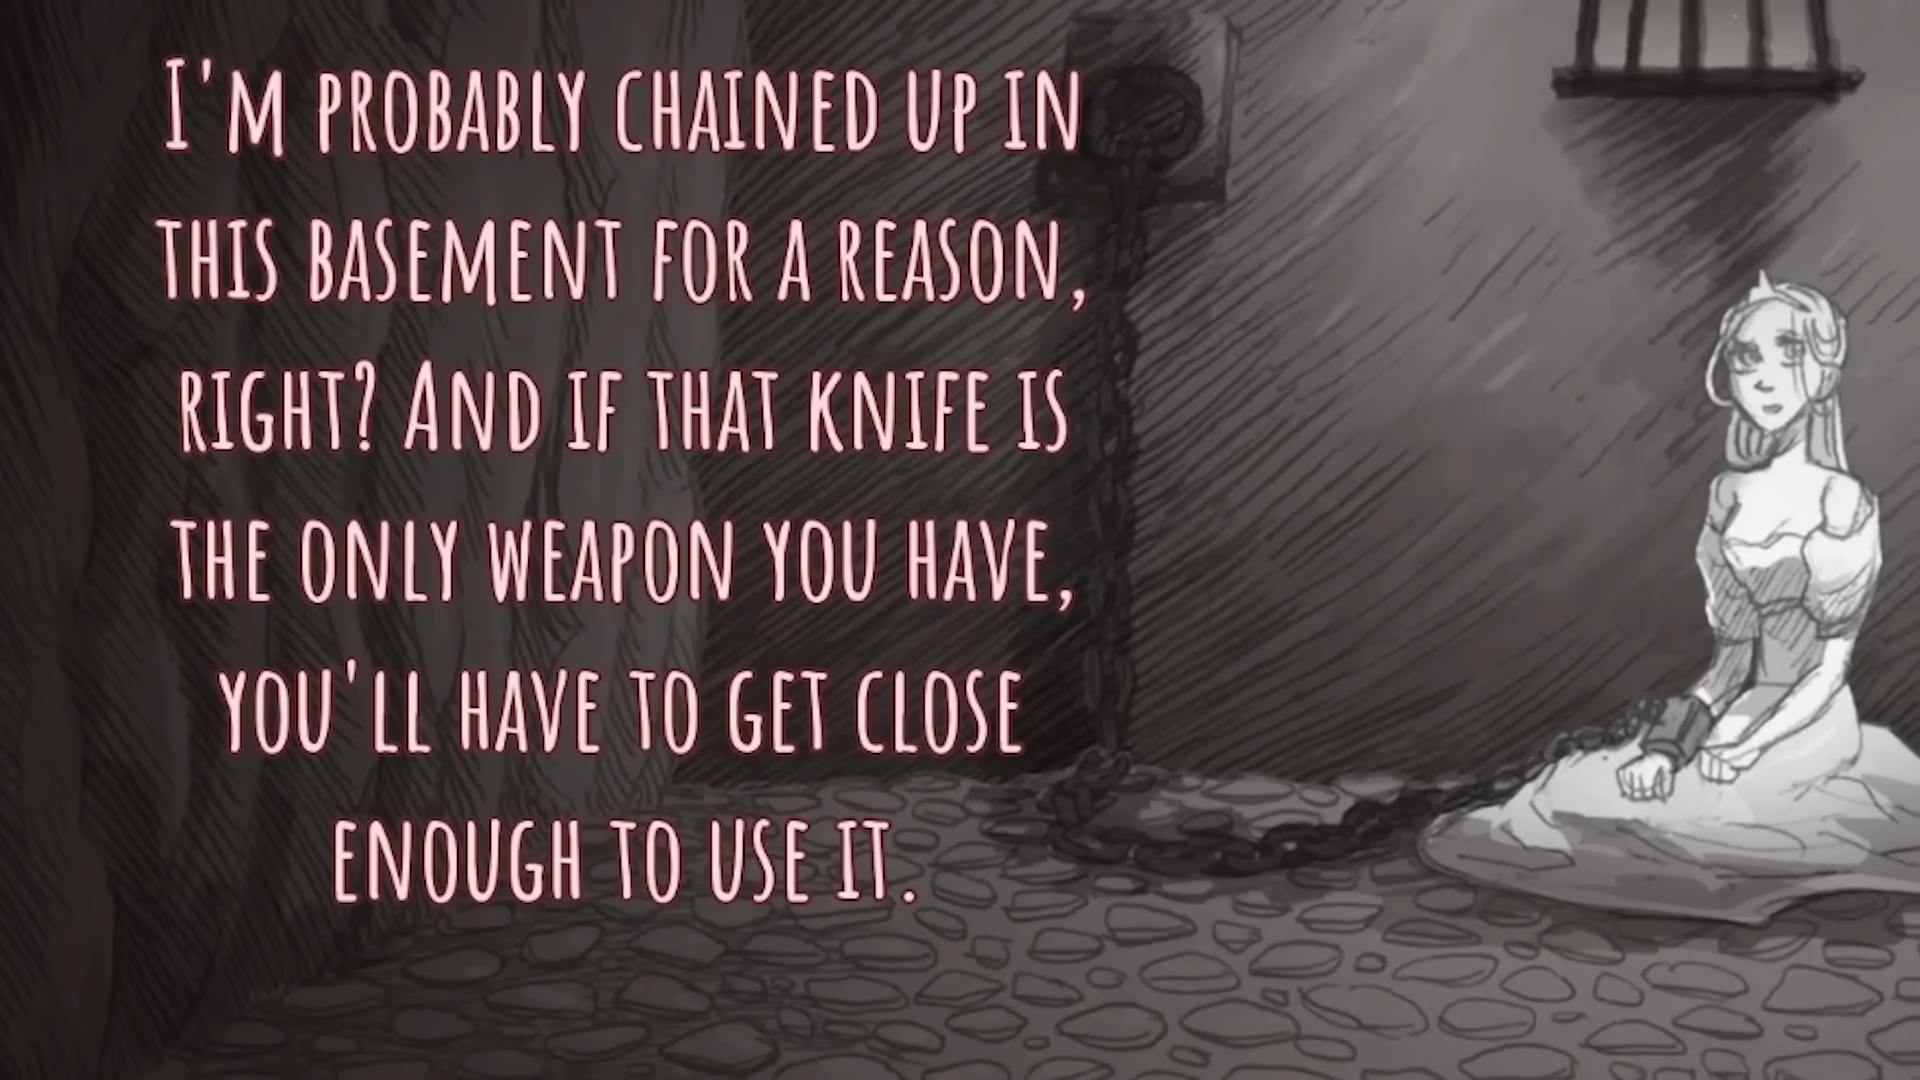 I'm probably chained up in
this basement for a reason,
right? And if that knife is
the only weapon you have,
you'll have to get close
enough to use it.